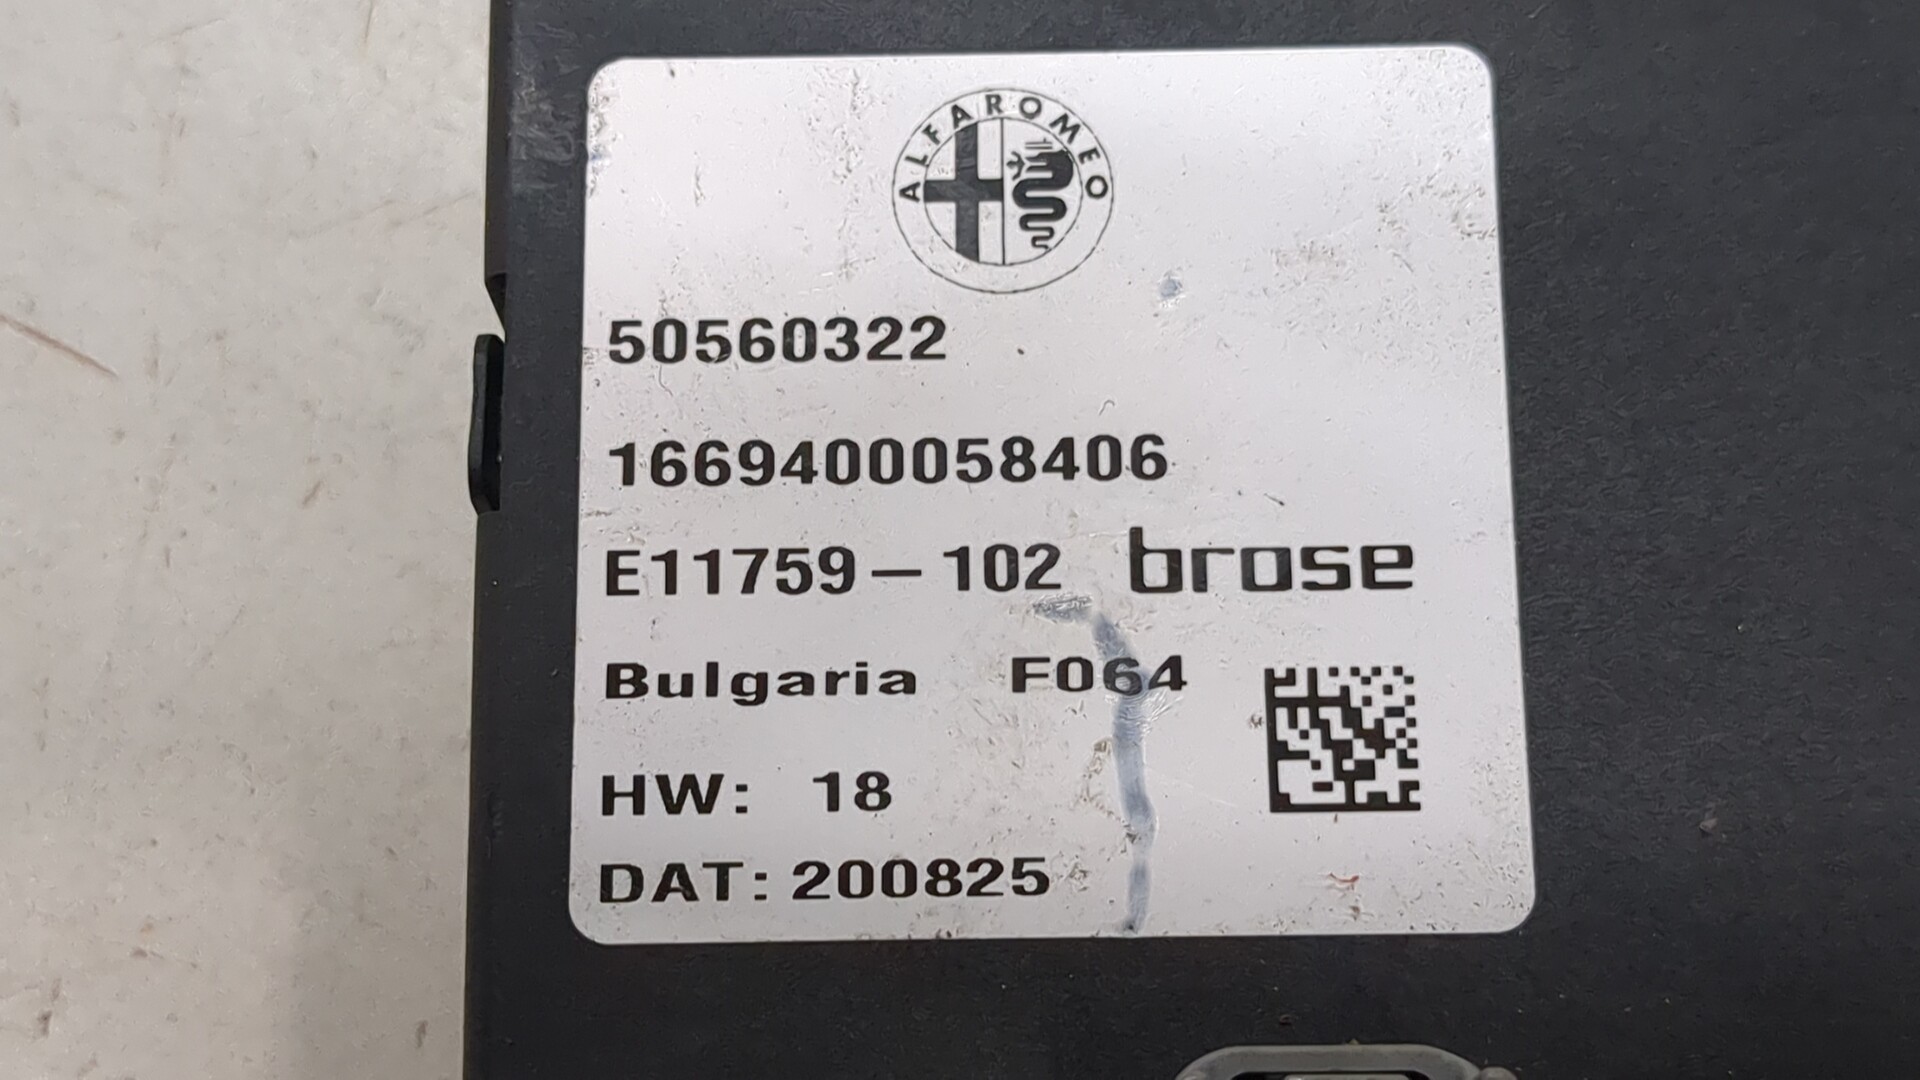 ALFA ROMEO
50560322
1669400058406
E11759-102 brose
Bulgaria F064
HW: 18
DAT: 200825